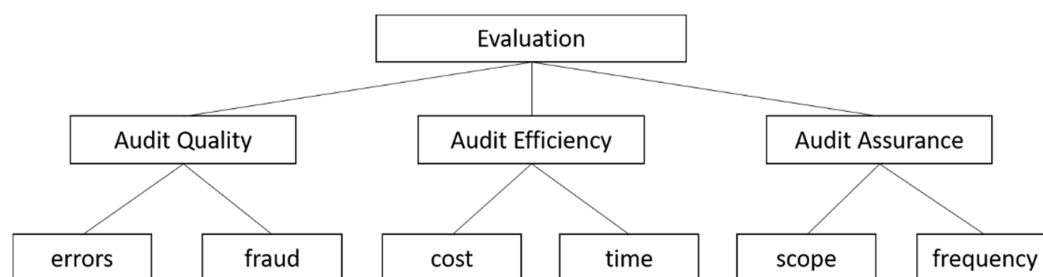 Evaluation
Audit Quality
Audit Efficiency
Audit Assurance
errors
fraud
cost
time
scope
frequency